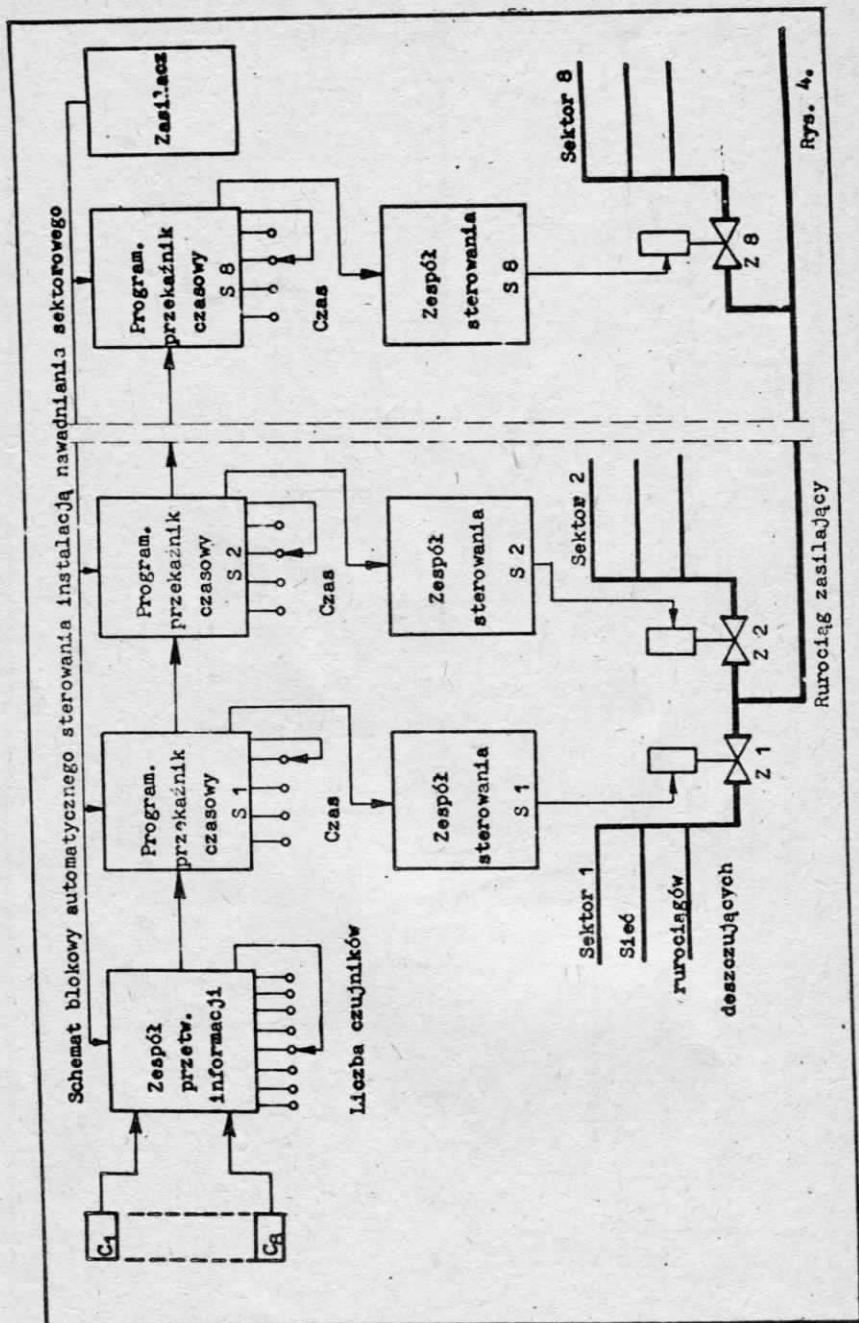 Schemat blokowy automatycznego sterowania instalacją nawadniania sektorowego
C1
C8
Zespół
przetw.
informacji
Liczba czujników
Program.
przekaźnik
czasowy
S 1
Czas
Program.
przekaźnik
czasowy
S 2
Czas
Program.
przekaźnik
czasowy
S 8
Czas
Zasilacz
Zespół
sterowania
S 1
Zespół
sterowania
S 2
Zespół
sterowania
S 8
Sektor 1
Sieć
rurociągów
deszczujących
Z 1
Sektor 2
Z 2
Sektor 8
Z 8
Rurociąg zasilający
Rys. 4.